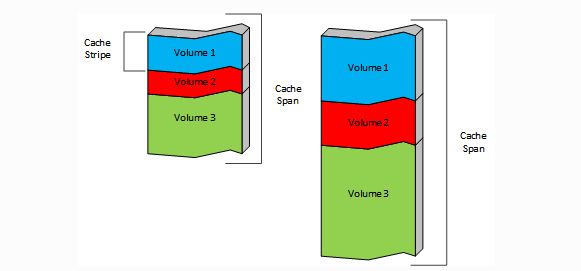 Cache
Stripe
Volume 1
Volume 2
Volume 3
Cache
Span
Volume 1
Volume 2
Volume 3
Cache
Span